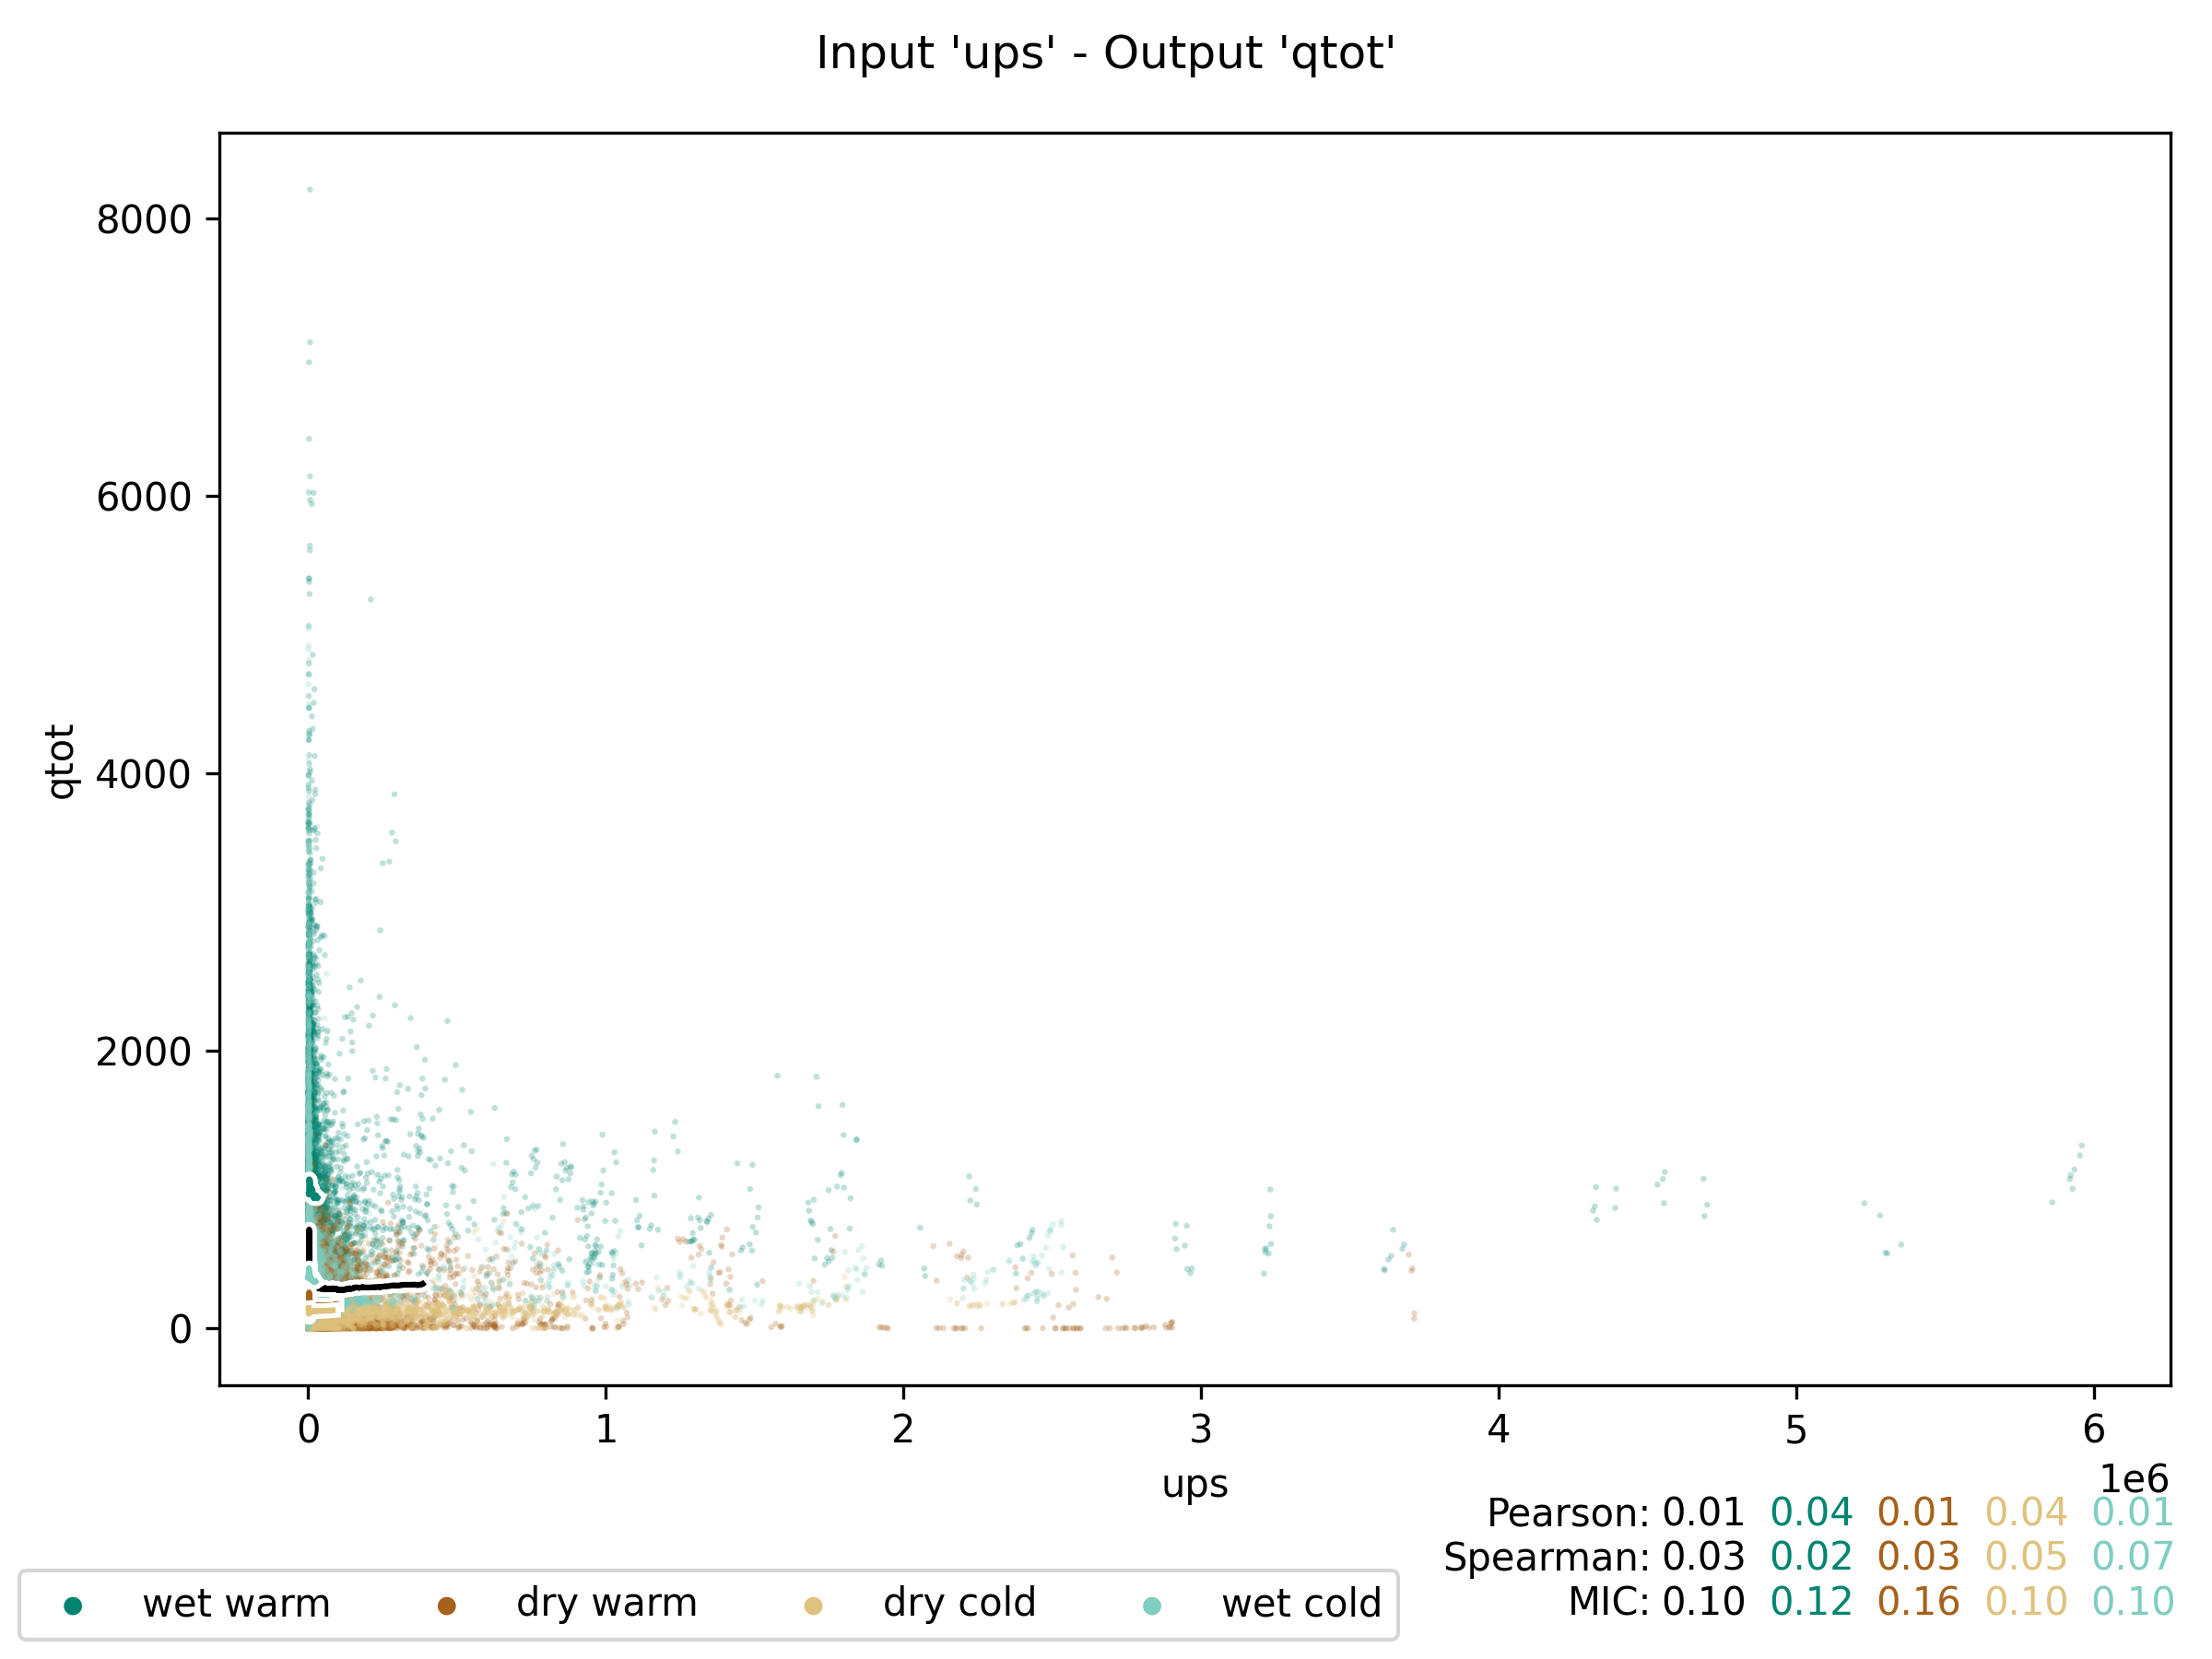 Input 'ups' - Output 'qtot'
8000
6000
4000
2000
0
qtot
0 1 2 3 4 5 6
ups
1e6
Pearson: 0.01 0.04 0.01 0.04 0.01
Spearman: 0.03 0.02 0.03 0.05 0.07
MIC: 0.10 0.12 0.16 0.10 0.10
wet warm dry warm dry cold wet cold